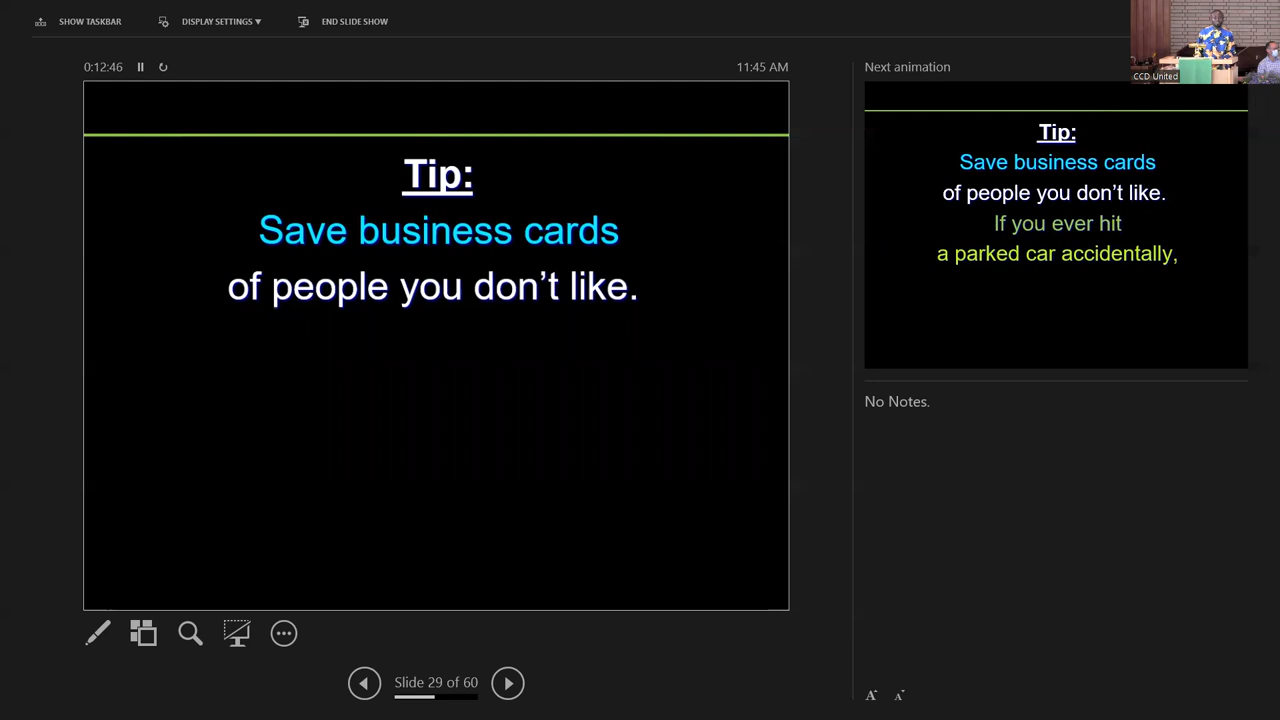 SHOW TASKBAR
DISPLAY SETTINGS
END SLIDE SHOW
0:12:46
11:45 AM
Tip:
Save business cards
of people you don’t like.
Slide 29 of 60
Next animation
CCD United
Tip:
Save business cards
of people you don’t like.
If you ever hit
a parked car accidentally,
No Notes.
A A